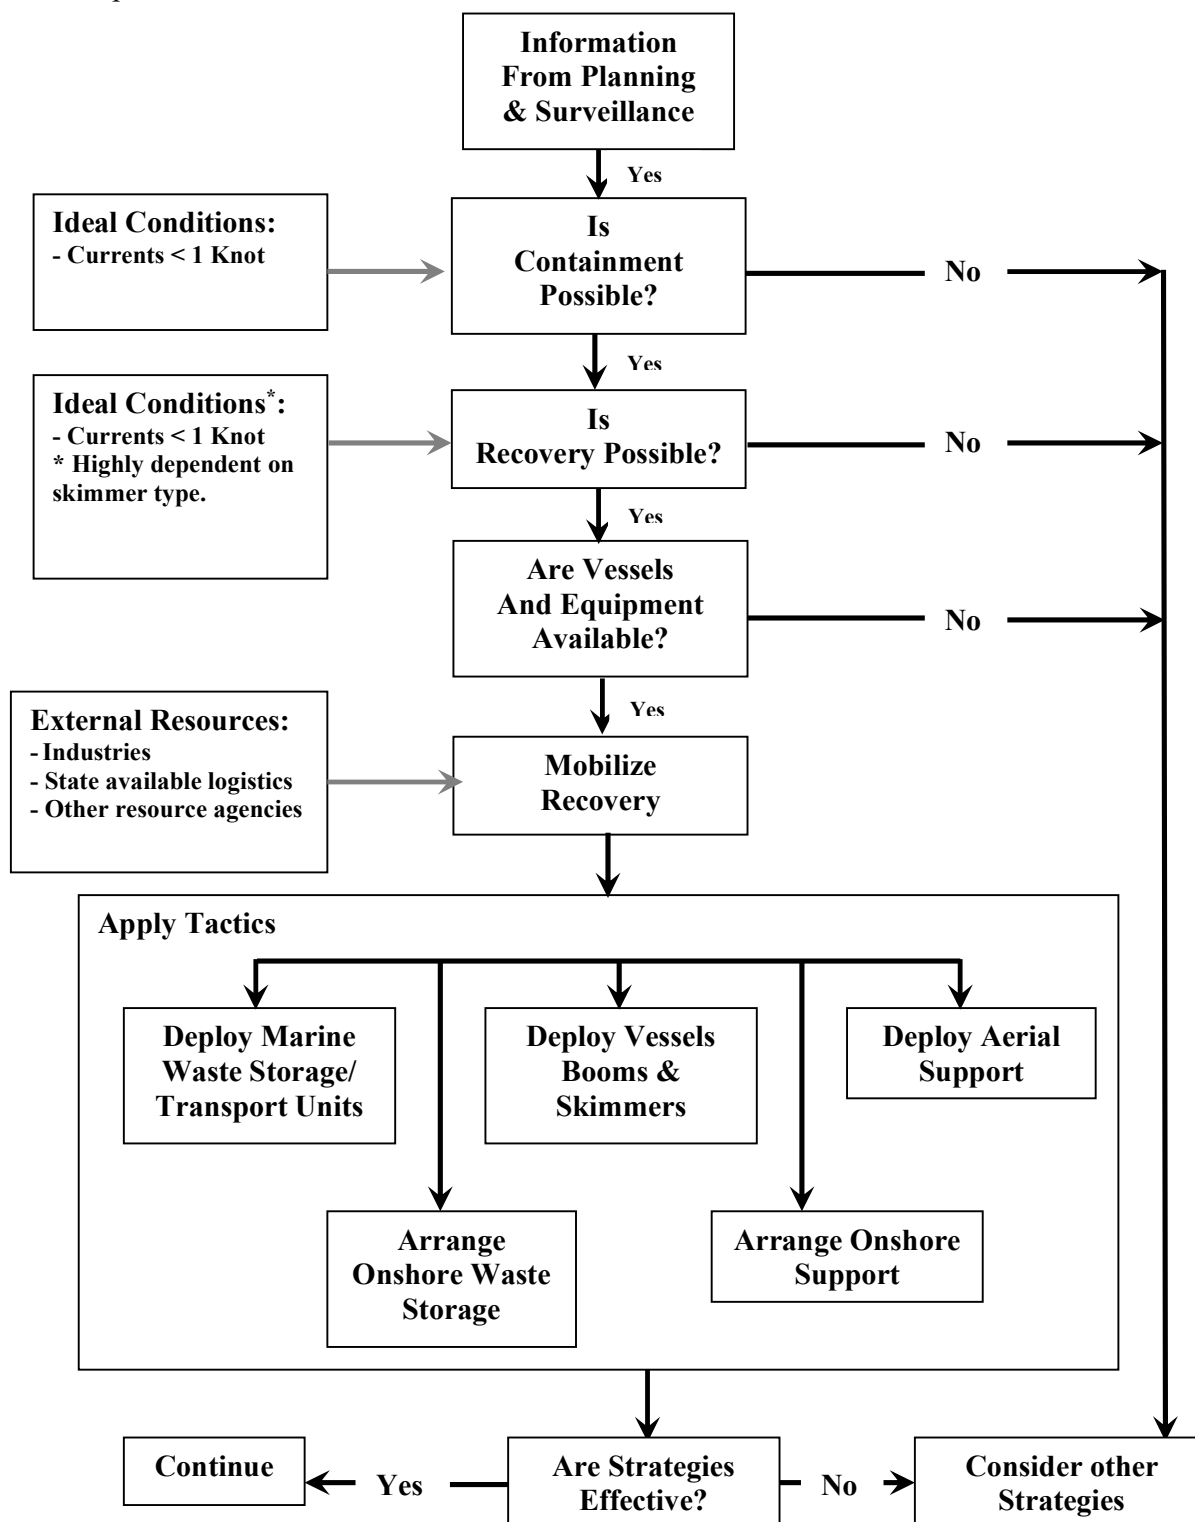 Information
From Planning
& Surveillance
Yes
Ideal Conditions:
- Currents < 1 Knot
Is
Containment
Possible?
No
Yes
Ideal Conditions*:
- Currents < 1 Knot
* Highly dependent on
skimmer type.
Is
Recovery Possible?
No
Yes
Are Vessels
And Equipment
Available?
No
Yes
External Resources:
- Industries
- State available logistics
- Other resource agencies
Mobilize
Recovery
Apply Tactics
Deploy Marine
Waste Storage/
Transport Units
Deploy Vessels
Booms &
Skimmers
Deploy Aerial
Support
Arrange
Onshore Waste
Storage
Arrange Onshore
Support
Continue
Yes
Are Strategies
Effective?
No
Consider other
Strategies